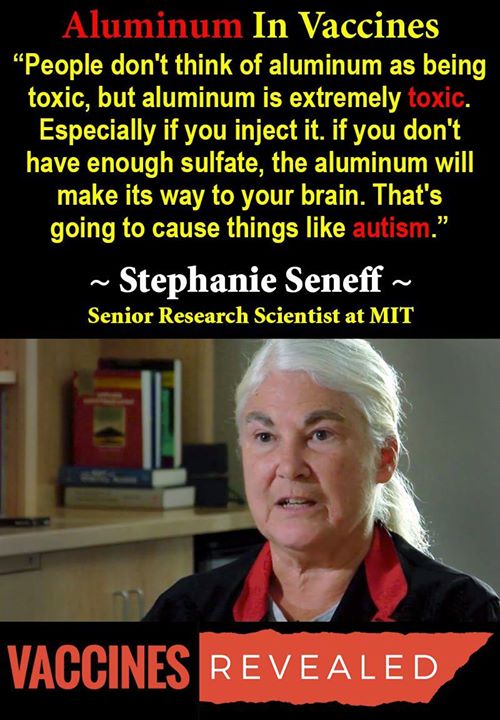 Aluminum In Vaccines
“People don't think of aluminum as being
toxic, but aluminum is extremely toxic.
Especially if you inject it. if you don't
have enough sulfate, the aluminum will
make its way to your brain. That's
going to cause things like autism.”
~ Stephanie Seneff ~
Senior Research Scientist at MIT
VACCINES REVEALED